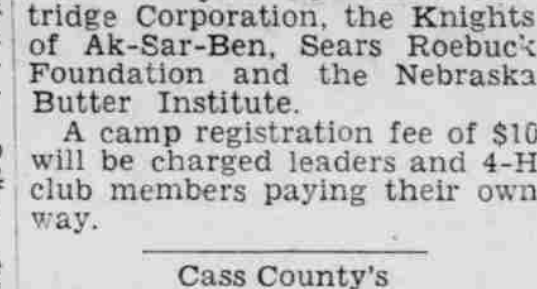 tridge Corporation, the Knights
of Ak-Sar-Ben, Sears Roebuck
Foundation and the Nebraska
Butter Institute.
A camp registration fee of $10
will be charged leaders and 4-H
club members paying their own
way.
Cass County's